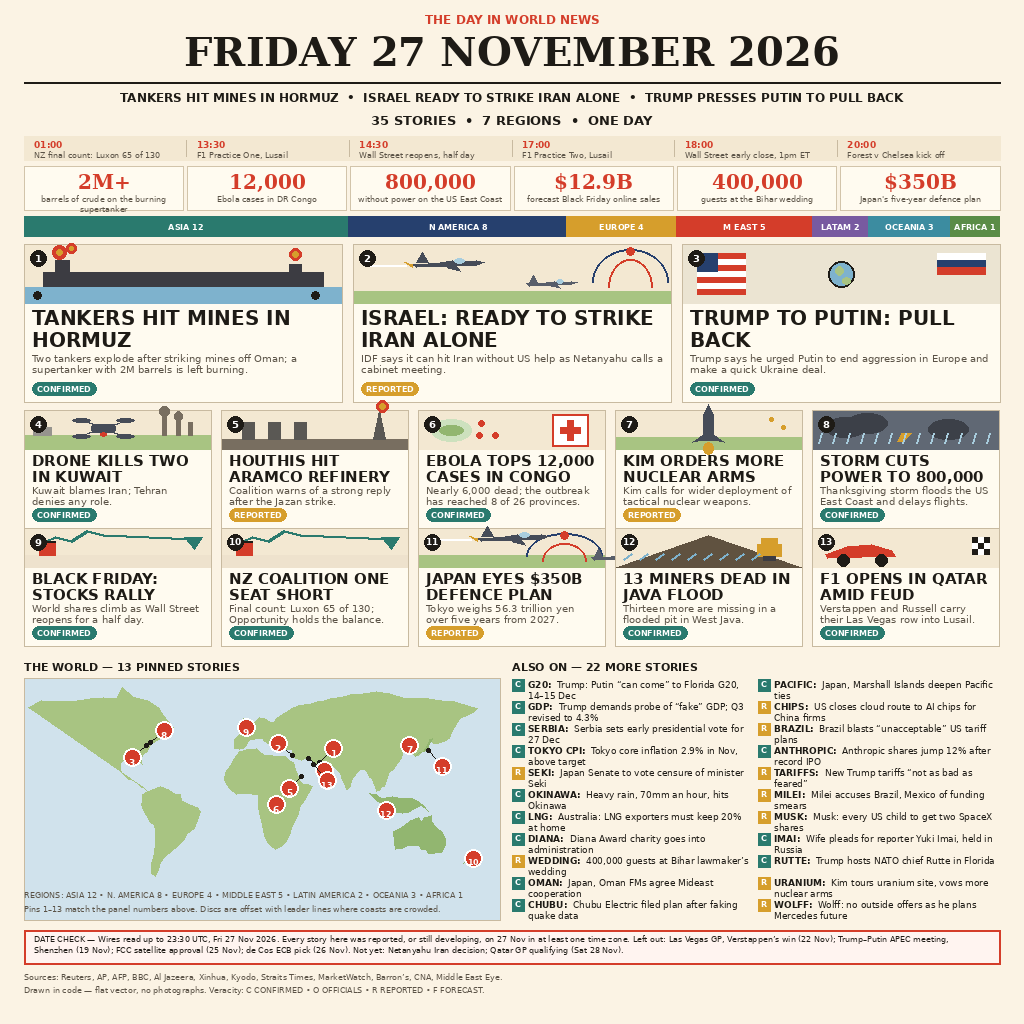 THE DAY IN WORLD NEWS
FRIDAY 27 NOVEMBER 2026
TANKERS HIT MINES IN HORMUZ • ISRAEL READY TO STRIKE IRAN ALONE • TRUMP PRESSES PUTIN TO PULL BACK
35 STORIES • 7 REGIONS • ONE DAY
01:00
NZ final count: Luxon 65 of 130
13:30
F1 Practice One, Lusail
14:30
Wall Street reopens, half day
17:00
F1 Practice Two, Lusail
18:00
Wall Street early close, 1pm ET
20:00
Forest v Chelsea kick off
2M+
barrels of crude on the burning
supertanker
12,000
Ebola cases in DR Congo
800,000
without power on the US East Coast
$12.9B
forecast Black Friday online sales
400,000
guests at the Bihar wedding
$350B
Japan's five-year defence plan
ASIA 12
N AMERICA 8
EUROPE 4
M EAST 5
LATAM 2
OCEANIA 3
AFRICA 1
1
TANKERS HIT MINES IN
HORMUZ
Two tankers explode after striking mines off Oman; a
supertanker with 2M barrels is left burning.
CONFIRMED
2
ISRAEL: READY TO STRIKE
IRAN ALONE
IDF says it can hit Iran without US help as Netanyahu calls a
cabinet meeting.
REPORTED
3
TRUMP TO PUTIN: PULL
BACK
Trump says he urged Putin to end aggression in Europe and
make a quick Ukraine deal.
CONFIRMED
4
DRONE KILLS TWO
IN KUWAIT
Kuwait blames Iran; Tehran
denies any role.
CONFIRMED
5
HOUTHIS HIT
ARAMCO REFINERY
Coalition warns of a strong reply
after the Jazan strike.
REPORTED
6
EBOLA TOPS 12,000
CASES IN CONGO
Nearly 6,000 dead; the outbreak
has reached 8 of 26 provinces.
CONFIRMED
7
KIM ORDERS MORE
NUCLEAR ARMS
Kim calls for wider deployment of
tactical nuclear weapons.
REPORTED
8
STORM CUTS
POWER TO 800,000
Thanksgiving storm floods the US
East Coast and delays flights.
CONFIRMED
9
BLACK FRIDAY:
STOCKS RALLY
World shares climb as Wall Street
reopens for a half day.
CONFIRMED
10
NZ COALITION ONE
SEAT SHORT
Final count: Luxon 65 of 130;
Opportunity holds the balance.
CONFIRMED
11
JAPAN EYES $350B
DEFENCE PLAN
Tokyo weighs 56.3 trillion yen
over five years from 2027.
REPORTED
12
13 MINERS DEAD IN
JAVA FLOOD
Thirteen more are missing in a
flooded pit in West Java.
CONFIRMED
13
F1 OPENS IN QATAR
AMID FEUD
Verstappen and Russell carry
their Las Vegas row into Lusail.
CONFIRMED
THE WORLD — 13 PINNED STORIES
8
3
9
2
1
13
5
6
7
11
12
10
REGIONS: ASIA 12 • N. AMERICA 8 • EUROPE 4 • MIDDLE EAST 5 • LATIN AMERICA 2 • OCEANIA 3 • AFRICA 1
Pins 1–13 match the panel numbers above. Discs are offset with leader lines where coasts are crowded.
ALSO ON — 22 MORE STORIES
C G20: Trump: Putin “can come” to Florida G20,
14–15 Dec
C GDP: Trump demands probe of “fake” GDP; Q3
revised to 4.3%
C SERBIA: Serbia sets early presidential vote for
27 Dec
C TOKYO CPI: Tokyo core inflation 2.9% in Nov,
above target
R SEKI: Japan Senate to vote censure of minister
Seki
C OKINAWA: Heavy rain, 70mm an hour, hits
Okinawa
C LNG: Australia: LNG exporters must keep 20%
at home
C DIANA: Diana Award charity goes into
administration
R WEDDING: 400,000 guests at Bihar lawmaker's
wedding
C OMAN: Japan, Oman FMs agree Mideast
cooperation
C CHUBU: Chubu Electric filed plan after faking
quake data
C PACIFIC: Japan, Marshall Islands deepen Pacific
ties
R CHIPS: US closes cloud route to AI chips for
China firms
R BRAZIL: Brazil blasts “unacceptable” US tariff
plans
C ANTHROPIC: Anthropic shares jump 12% after
record IPO
R TARIFFS: New Trump tariffs “not as bad as
feared”
R MILEI: Milei accuses Brazil, Mexico of funding
smears
R MUSK: Musk: every US child to get two SpaceX
shares
C IMAI: Wife pleads for reporter Yuki Imai, held in
Russia
C RUTTE: Trump hosts NATO chief Rutte in Florida
R URANIUM: Kim tours uranium site, vows more
nuclear arms
R WOLFF: Wolff: no outside offers as he plans
Mercedes future
DATE CHECK — Wires read up to 23:30 UTC, Fri 27 Nov 2026. Every story here was reported, or still developing, on 27 Nov in at least one time zone. Left out: Las Vegas GP, Verstappen's win (22 Nov); Trump–Putin APEC meeting,
Shenzhen (19 Nov); FCC satellite approval (25 Nov); de Cos ECB pick (26 Nov). Not yet: Netanyahu Iran decision; Qatar GP qualifying (Sat 28 Nov).
Sources: Reuters, AP, AFP, BBC, Al Jazeera, Xinhua, Kyodo, Straits Times, MarketWatch, Barron's, CNA, Middle East Eye.
Drawn in code — flat vector, no photographs. Veracity: C CONFIRMED • O OFFICIALS • R REPORTED • F FORECAST.